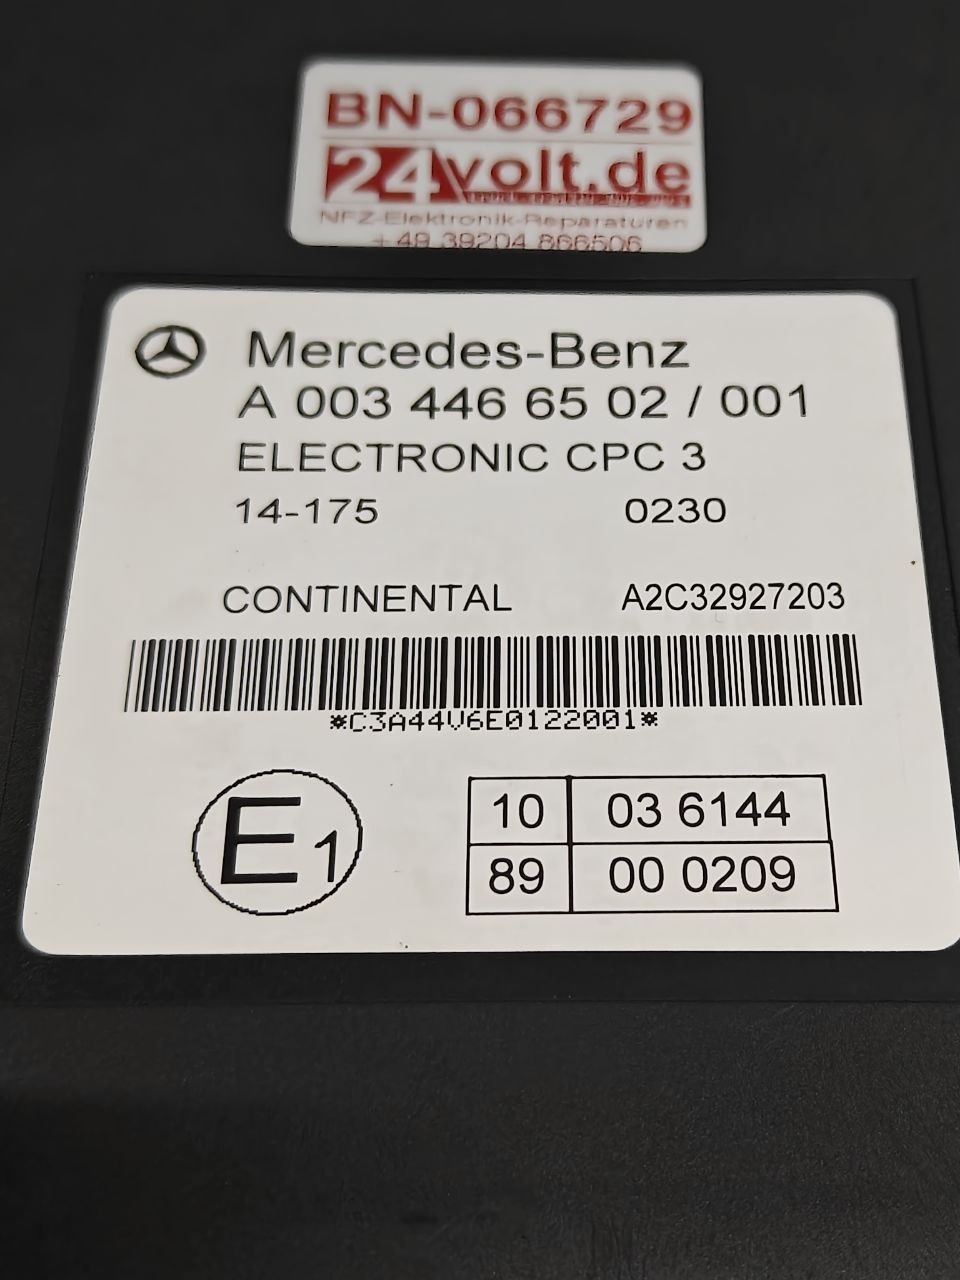 BN-066729
24volt.de
NFZ-Elektronik-Reparaturen
+49 39204 866506
Mercedes-Benz
A 003 446 65 02 / 001
ELECTRONIC CPC 3
14-175 0230
CONTINENTAL A2C32927203
*C3A44V6E0122001*
E1
10 03 6144
89 00 0209